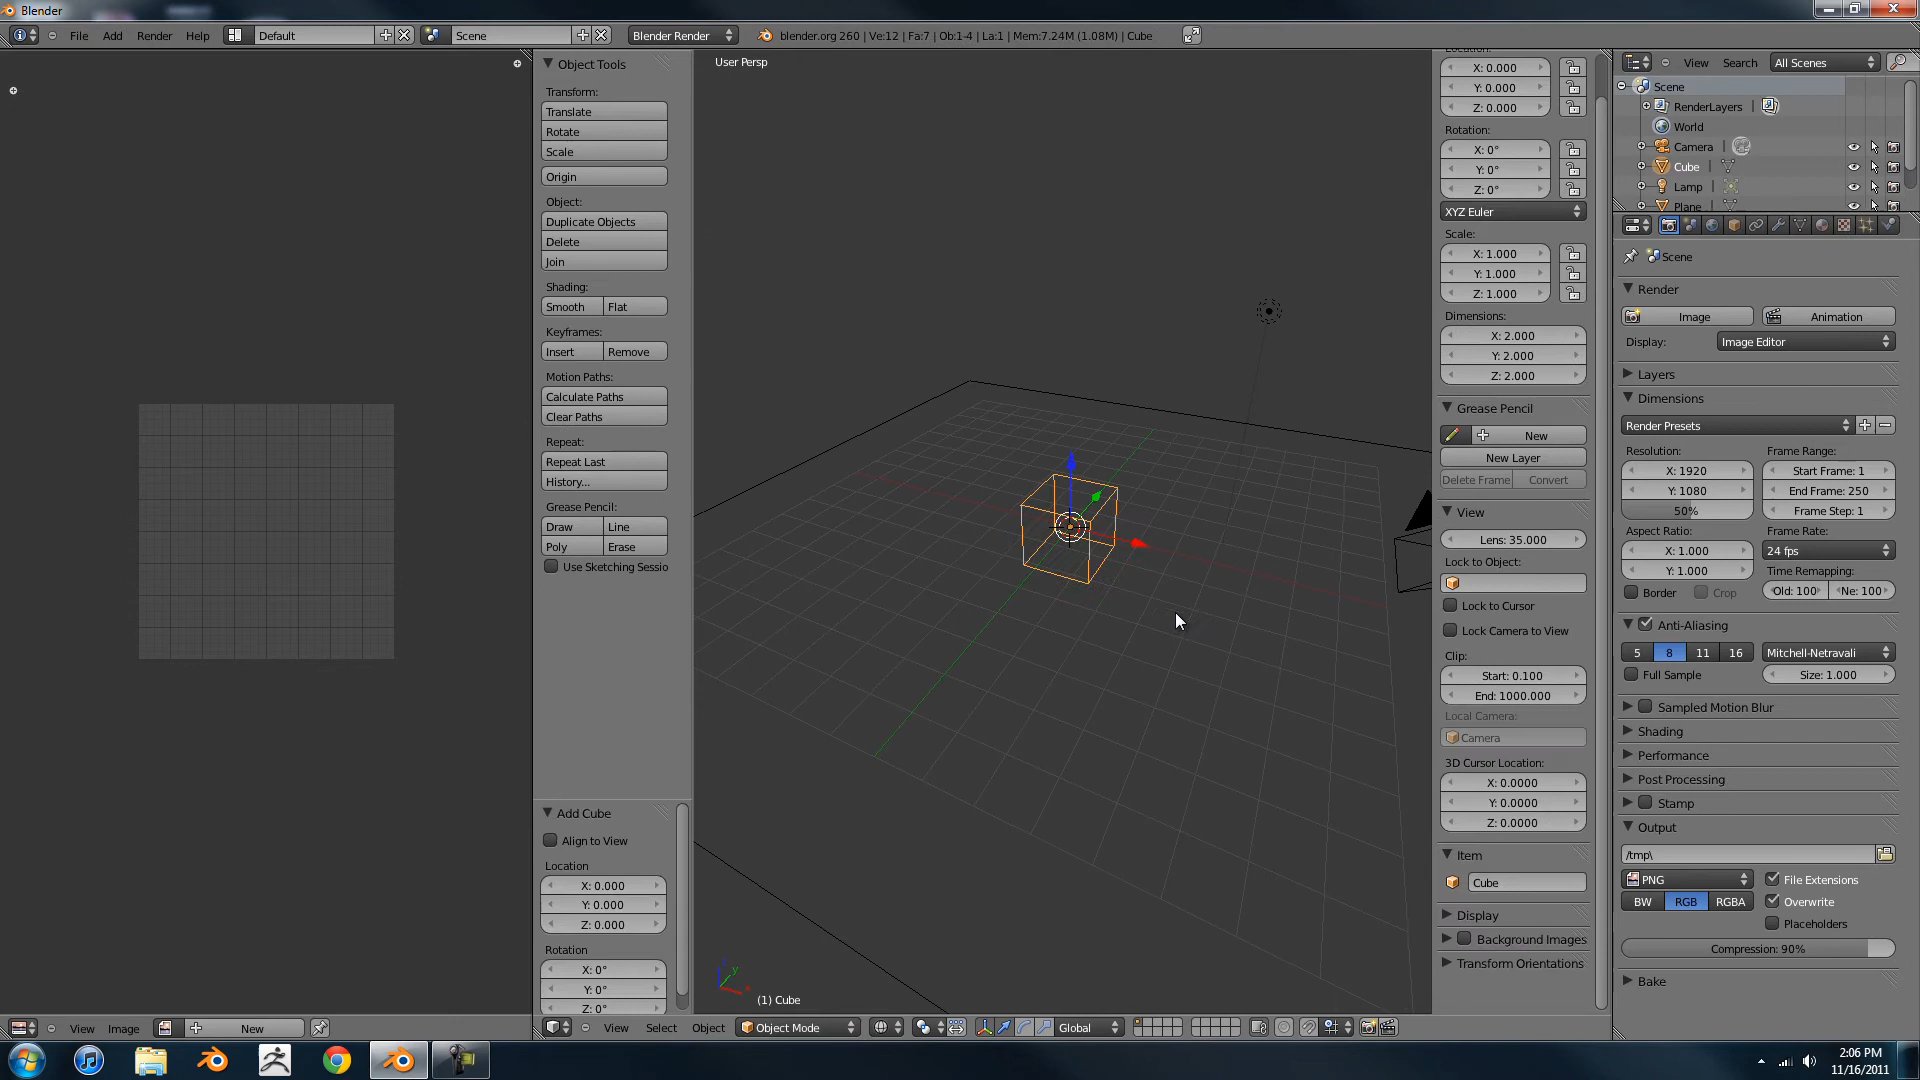 Blender
File Add Render Help Default Scene Blender Render blender.org 260 | Ve:12 | Fa:7 | Ob:1-4 | La:1 | Mem:7.24M (1.08M) | Cube
Object Tools
Transform:
Translate
Rotate
Scale
Origin
Object:
Duplicate Objects
Delete
Join
Shading:
Smooth Flat
Keyframes:
Insert Remove
Motion Paths:
Calculate Paths
Clear Paths
Repeat:
Repeat Last
History...
Grease Pencil:
Draw Line
Poly Erase
Use Sketching Sessio
Add Cube
Align to View
Location
X: 0.000
Y: 0.000
Z: 0.000
Rotation
X: 0°
Y: 0°
Z: 0°
User Persp
(1) Cube
Location:
X: 0.000
Y: 0.000
Z: 0.000
Rotation:
X: 0°
Y: 0°
Z: 0°
XYZ Euler
Scale:
X: 1.000
Y: 1.000
Z: 1.000
Dimensions:
X: 2.000
Y: 2.000
Z: 2.000
Grease Pencil
New
New Layer
Delete Frame Convert
View
Lens: 35.000
Lock to Object:
Lock to Cursor
Lock Camera to View
Clip:
Start: 0.100
End: 1000.000
Local Camera:
Camera
3D Cursor Location:
X: 0.0000
Y: 0.0000
Z: 0.0000
Item
Cube
Display
Background Images
Transform Orientations
View Search All Scenes
Scene
RenderLayers |
World
Camera |
Cube |
Lamp |
Plane |
Scene
Render
Image Animation
Display: Image Editor
Layers
Dimensions
Render Presets
Resolution: Frame Range:
X: 1920 Start Frame: 1
Y: 1080 End Frame: 250
50% Frame Step: 1
Aspect Ratio: Frame Rate:
X: 1.000 24 fps
Y: 1.000 Time Remapping:
Border Crop Old: 100 Ne: 100
Anti-Aliasing
5 8 11 16 Mitchell-Netravali
Full Sample Size: 1.000
Sampled Motion Blur
Shading
Performance
Post Processing
Stamp
Output
/tmp\
PNG File Extensions
BW RGB RGBA Overwrite
Placeholders
Compression: 90%
Bake
View Image New
View Select Object Object Mode Global
2:06 PM
11/16/2011